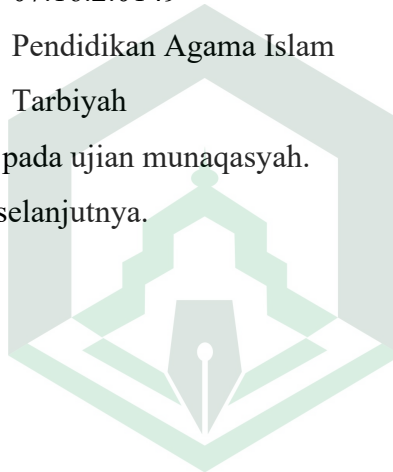 Pendidikan Agama Islam
Tarbiyah
pada ujian munaqasyah.
selanjutnya.